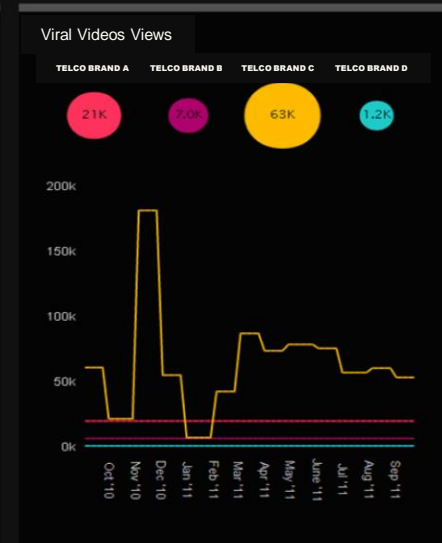 Viral Videos Views
TELCO BRAND A TELCO BRAND B TELCO BRAND C TELCO BRAND D
21K 7.0K 63K 1.2K
200k
150k
100k
50k
0k
Oct '10 Nov '10 Dec '10 Jan '11 Feb '11 Mar '11 Apr '11 May '11 June '11 Jul '11 Aug '11 Sep '11